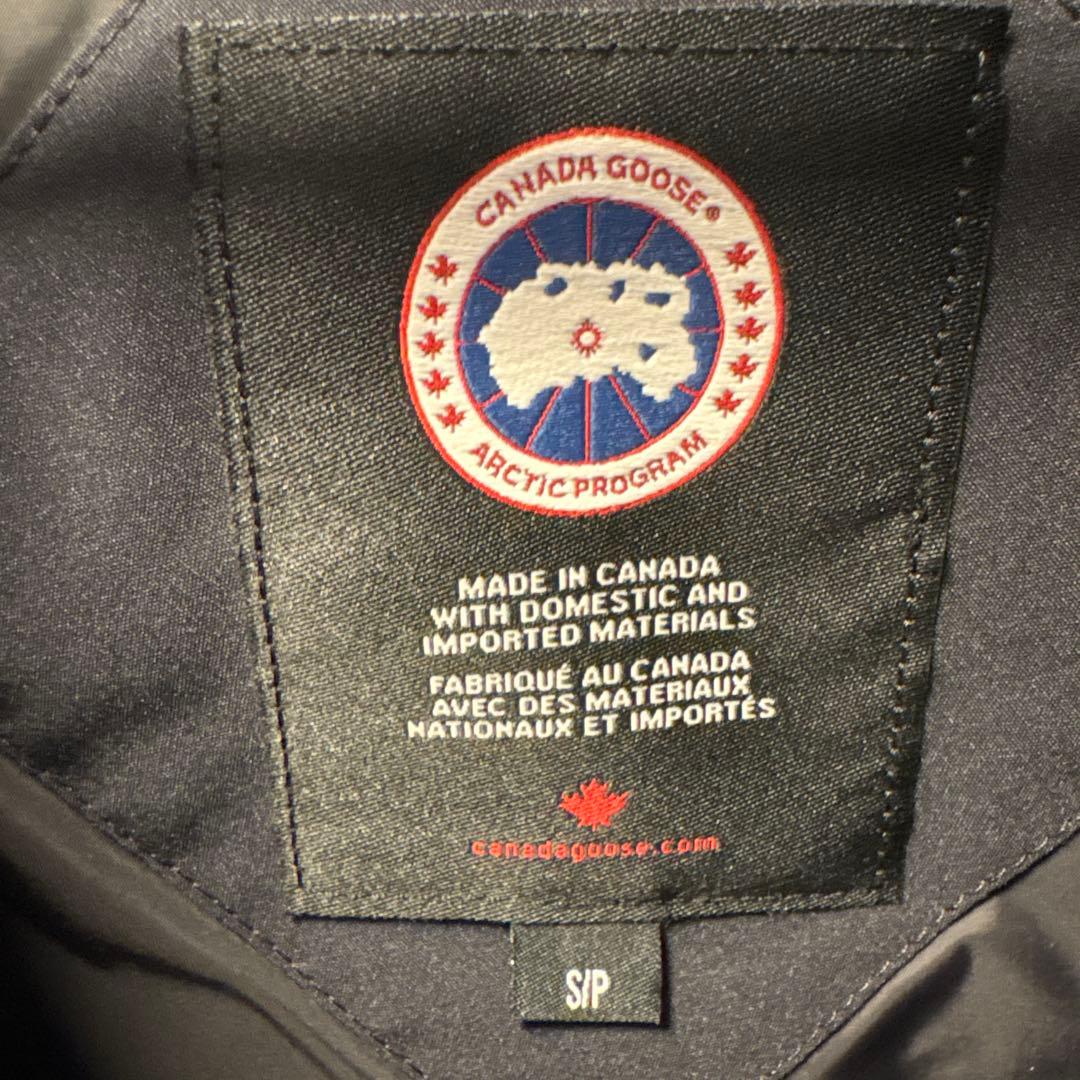 CANADA GOOSE®
ARCTIC PROGRAM
MADE IN CANADA
WITH DOMESTIC AND
IMPORTED MATERIALS
FABRIQUÉ AU CANADA
AVEC DES MATERIAUX
NATIONAUX ET IMPORTÉS
canadagoose.com
S/P